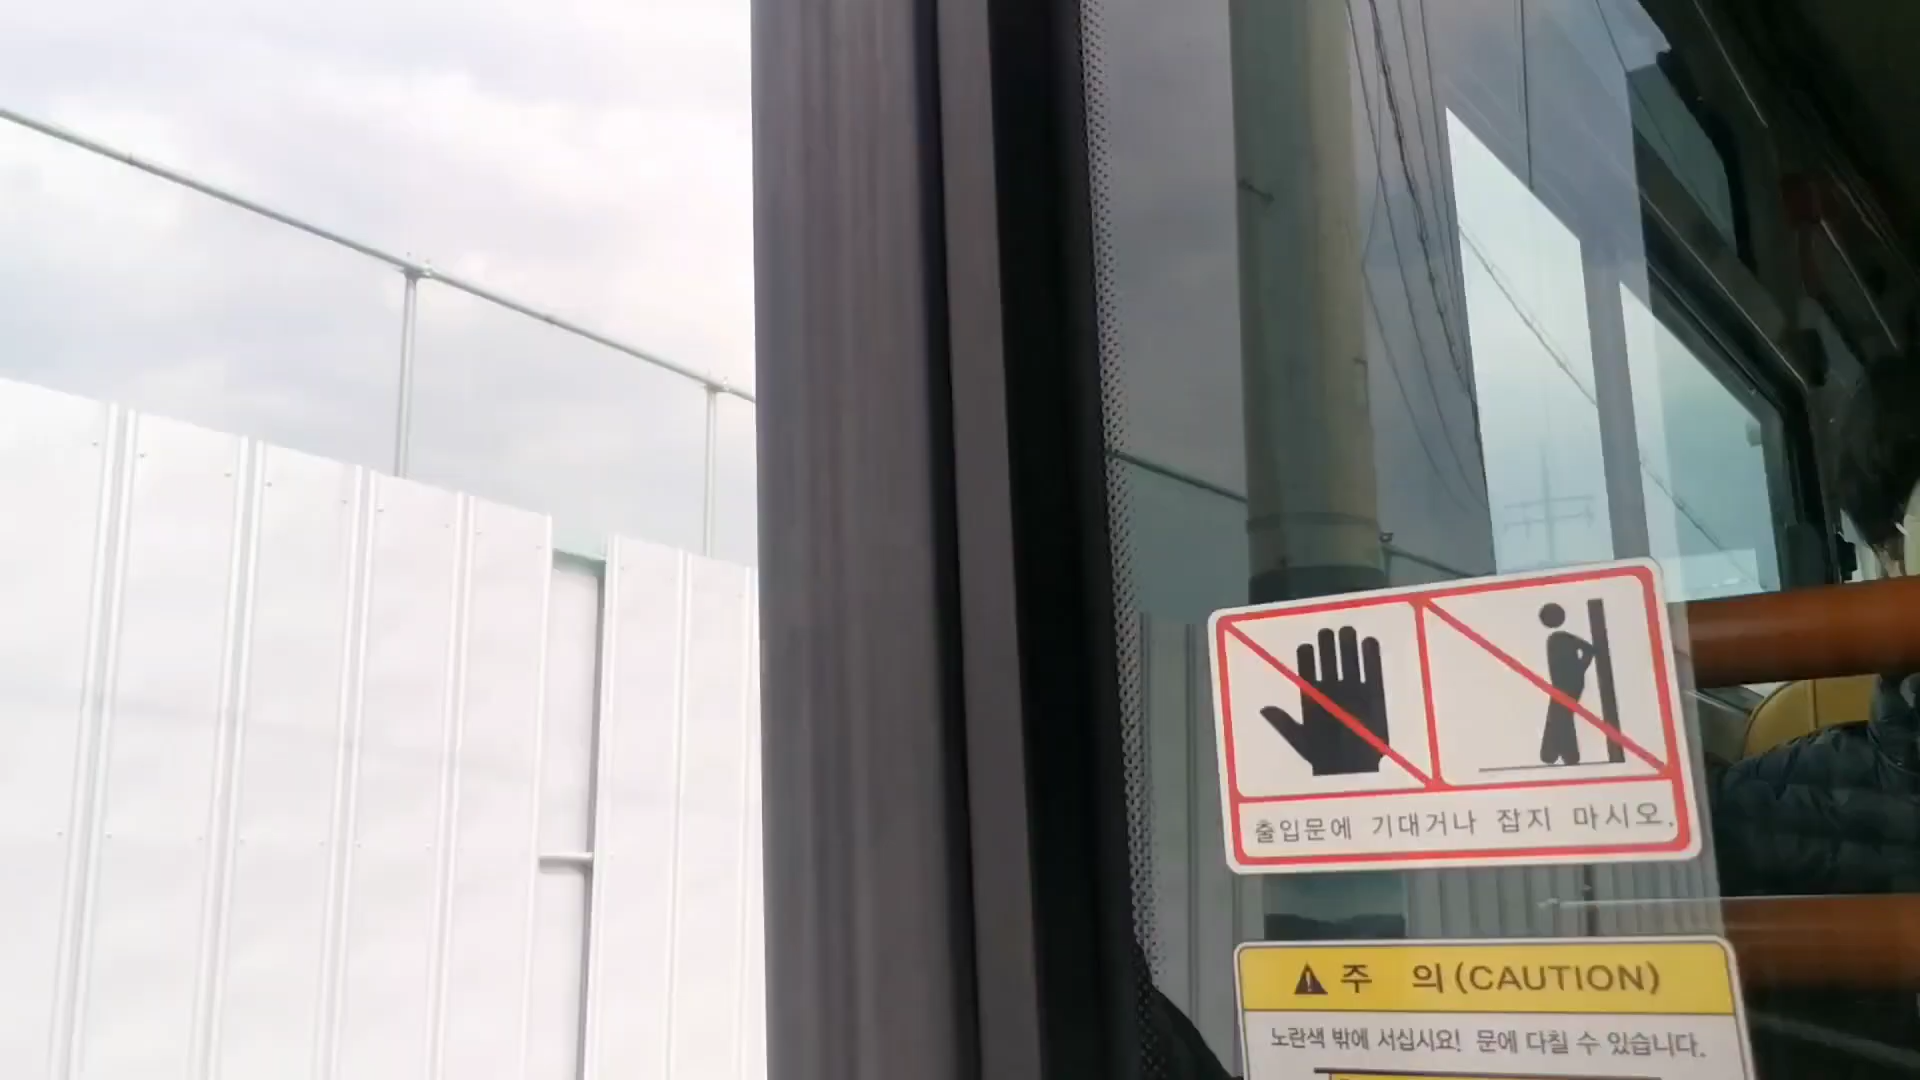 출입문에 기대거나 잡지 마시오.
주 의(CAUTION)
노란색 밖에 서십시요! 문에 다칠 수 있습니다.